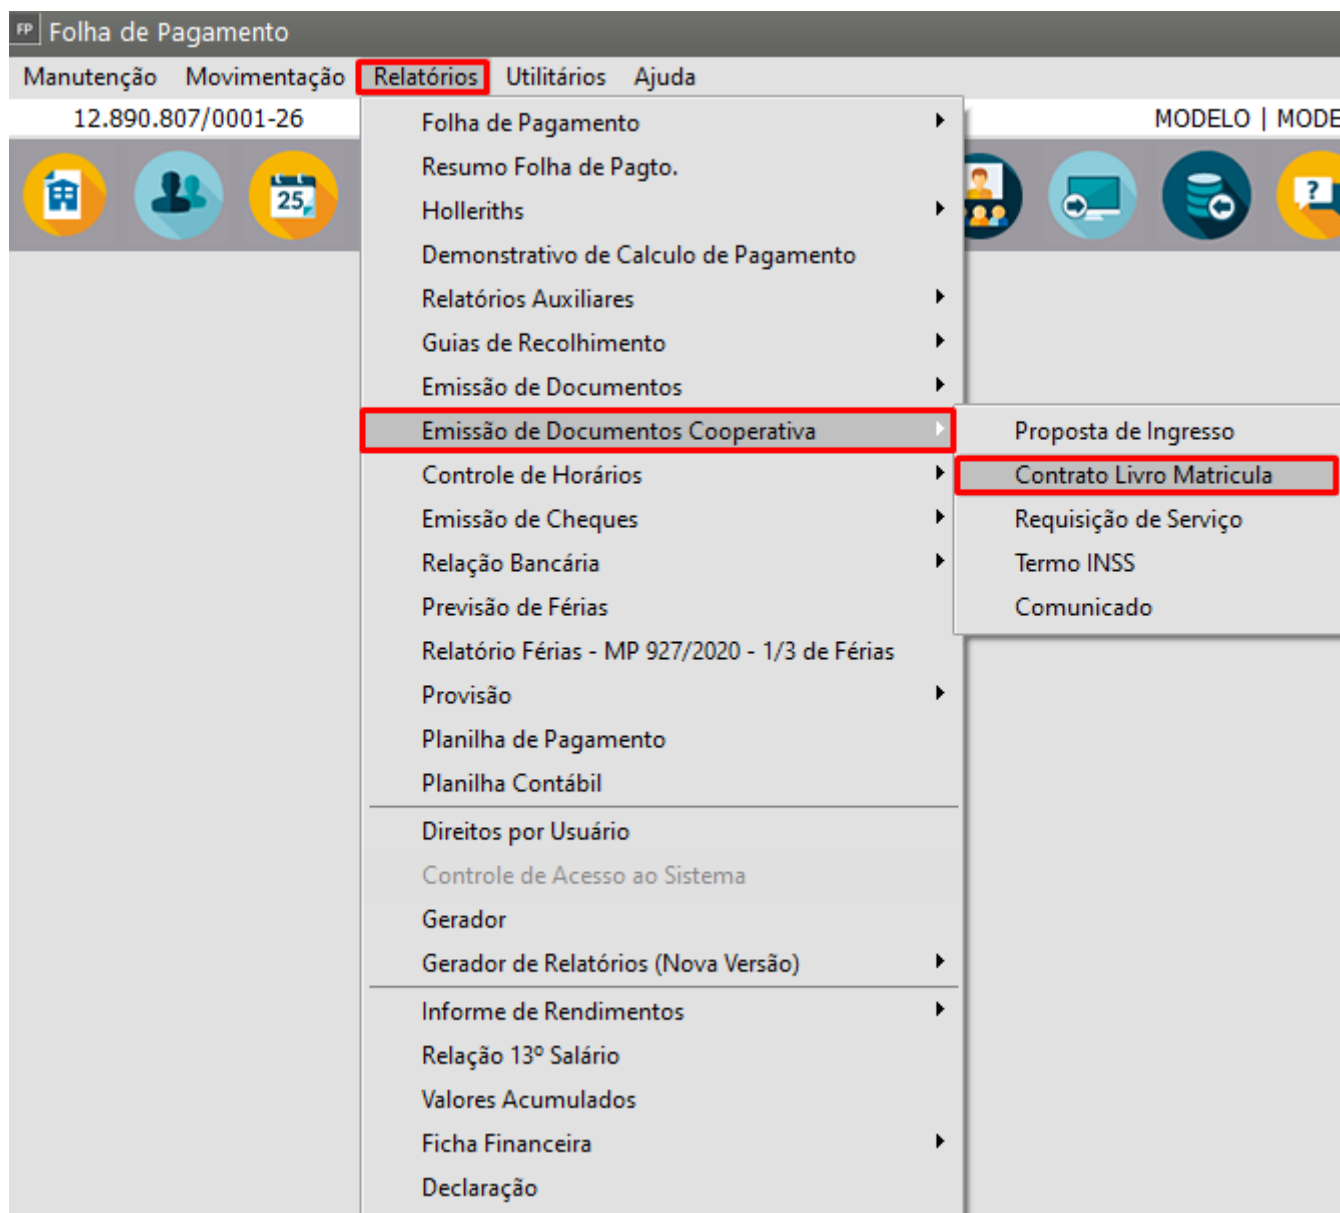 FP Folha de Pagamento
Manutenção Movimentação Relatórios Utilitários Ajuda
12.890.807/0001-26 MODELO | MODE
25
?
Folha de Pagamento
Resumo Folha de Pagto.
Holleriths
Demonstrativo de Calculo de Pagamento
Relatórios Auxiliares
Guias de Recolhimento
Emissão de Documentos
Emissão de Documentos Cooperativa
Controle de Horários
Emissão de Cheques
Relação Bancária
Previsão de Férias
Relatório Férias - MP 927/2020 - 1/3 de Férias
Provisão
Planilha de Pagamento
Planilha Contábil
Direitos por Usuário
Controle de Acesso ao Sistema
Gerador
Gerador de Relatórios (Nova Versão)
Informe de Rendimentos
Relação 13º Salário
Valores Acumulados
Ficha Financeira
Declaração
Proposta de Ingresso
Contrato Livro Matricula
Requisição de Serviço
Termo INSS
Comunicado